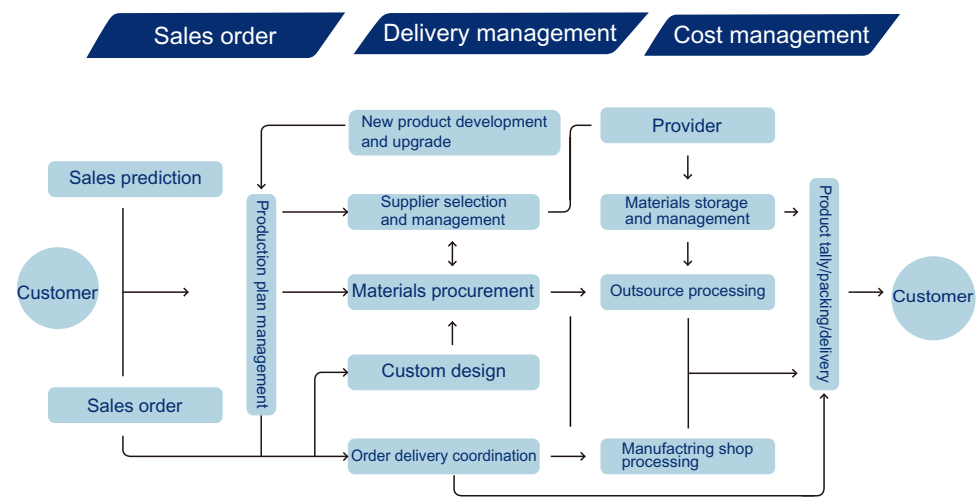 Sales order
Delivery management
Cost management
New product development
and upgrade
Provider
Sales prediction
Production plan management
Supplier selection
and management
Materials storage
and management
Product tally/packing/delivery
Customer
Materials procurement
Outsource processing
Customer
Custom design
Sales order
Order delivery coordination
Manufactring shop
processing